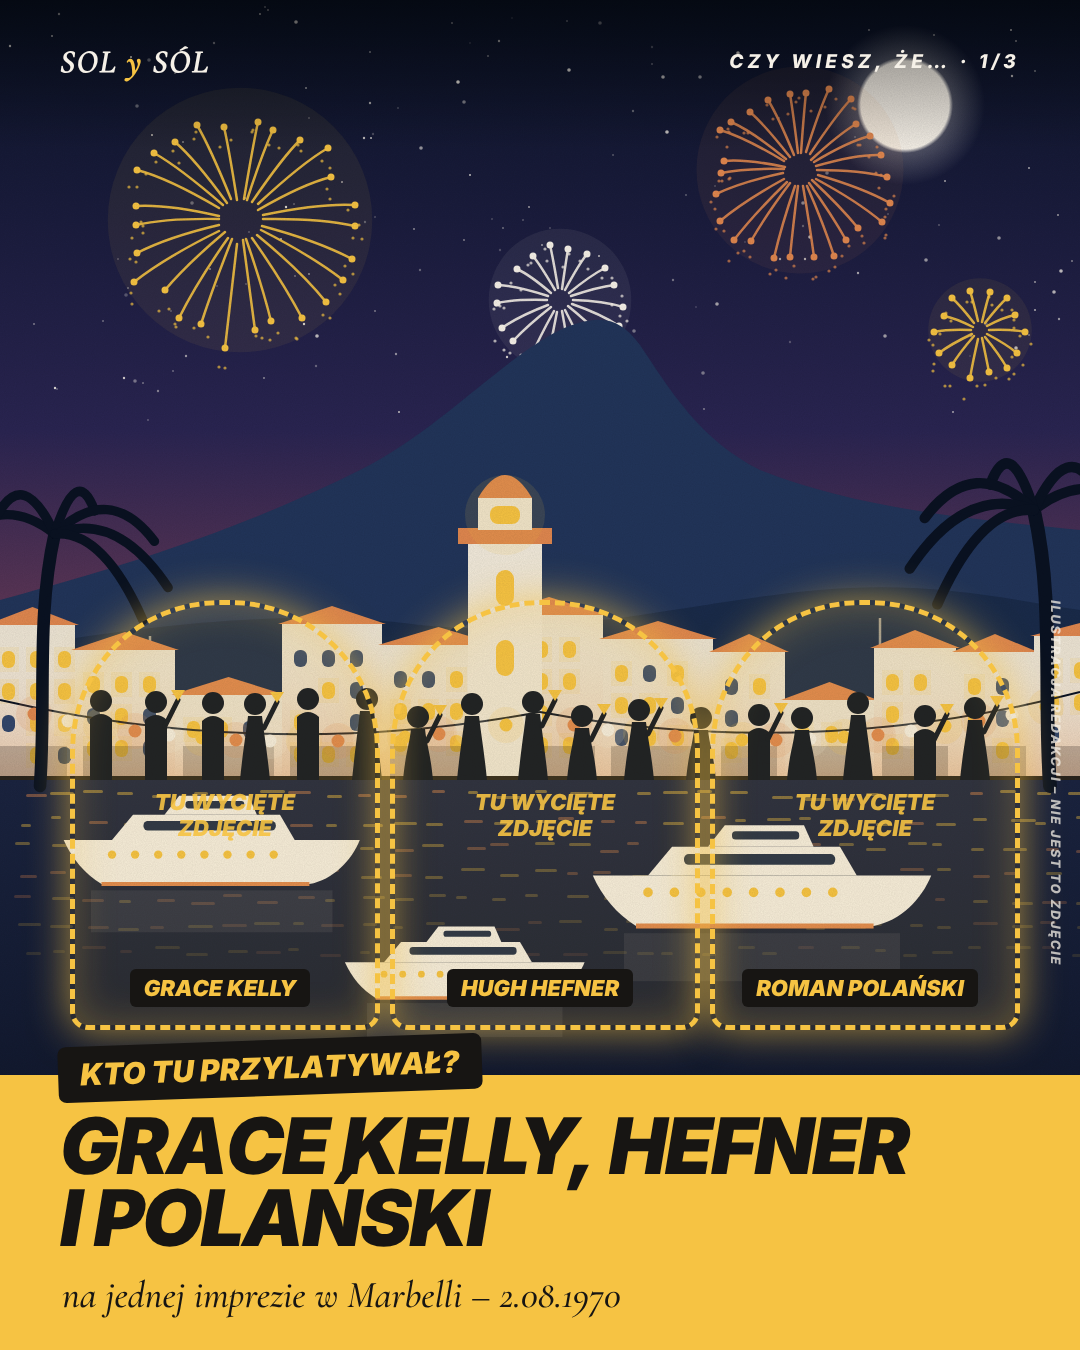 SOL y SÓL
CZY WIESZ, ŻE... · 1/3
ILUSTRACJA REDAKCJI – NIE JEST TO ZDJĘCIE
TU WYCIĘTE
ZDJĘCIE
TU WYCIĘTE
ZDJĘCIE
TU WYCIĘTE
ZDJĘCIE
GRACE KELLY
HUGH HEFNER
ROMAN POLAŃSKI
KTO TU PRZYLATYWAŁ?
GRACE KELLY, HEFNER
I POLAŃSKI
na jednej imprezie w Marbelli – 2.08.1970